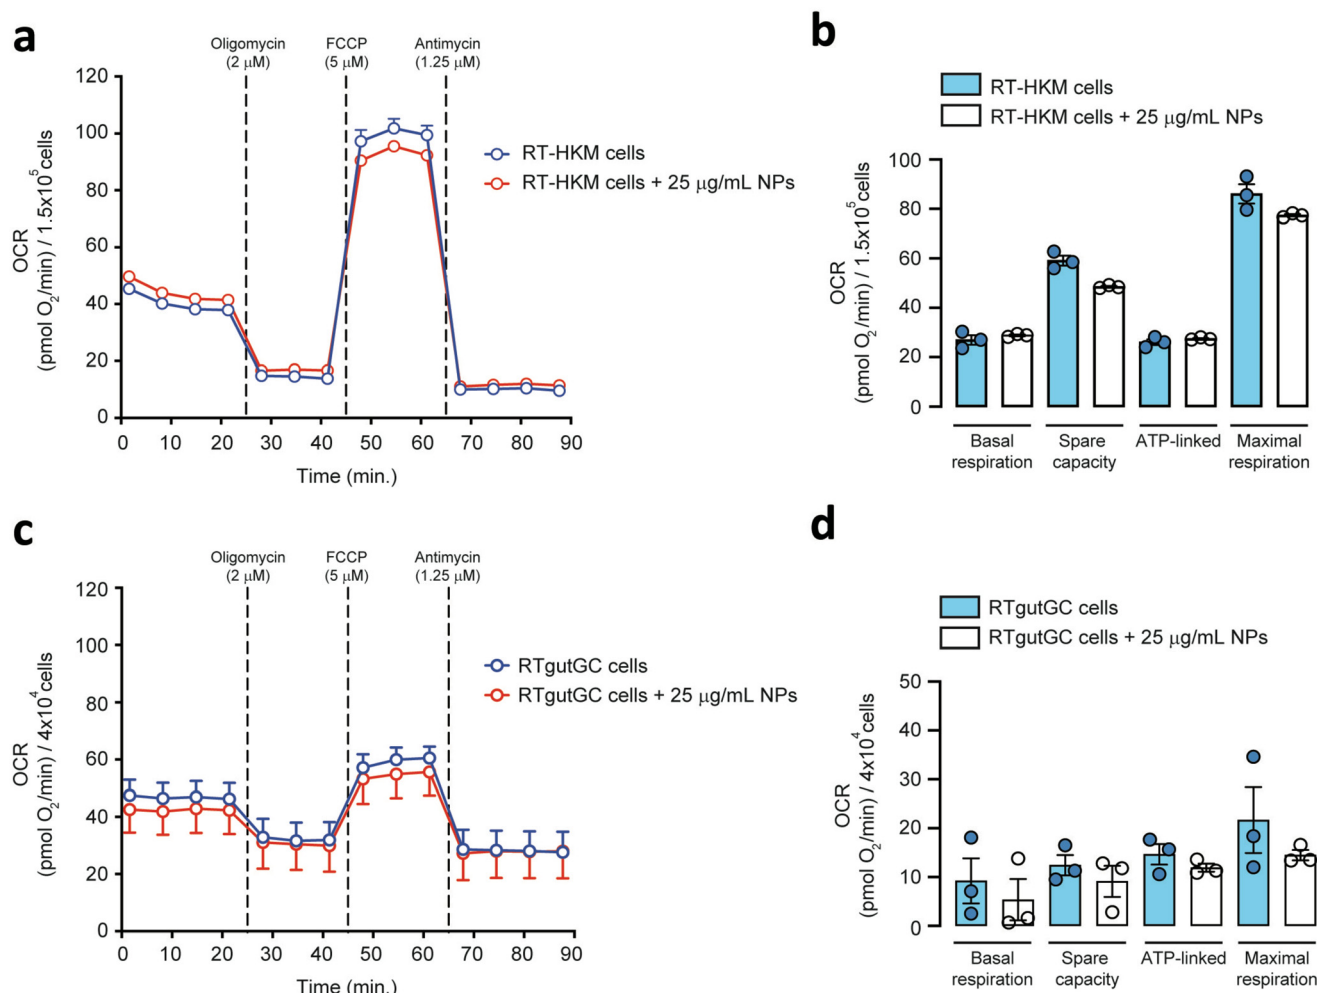 a
Oligomycin
(2 μM)
FCCP
(5 μM)
Antimycin
(1.25 μM)
120
100
80
60
40
20
0
OCR
(pmol O2/min) / 1.5x10^5 cells
0 10 20 30 40 50 60 70 80 90
Time (min.)
RT-HKM cells
RT-HKM cells + 25 μg/mL NPs
b
RT-HKM cells
RT-HKM cells + 25 μg/mL NPs
100
80
60
40
20
0
OCR
(pmol O2/min) / 1.5x10^5 cells
Basal
respiration
Spare
capacity
ATP-linked
Maximal
respiration
c
Oligomycin
(2 μM)
FCCP
(5 μM)
Antimycin
(1.25 μM)
120
100
80
60
40
20
0
OCR
(pmol O2/min) / 4x10^4 cells
0 10 20 30 40 50 60 70 80 90
Time (min.)
RTgutGC cells
RTgutGC cells + 25 μg/mL NPs
d
RTgutGC cells
RTgutGC cells + 25 μg/mL NPs
50
40
30
20
10
0
OCR
(pmol O2/min) / 4x10^4 cells
Basal
respiration
Spare
capacity
ATP-linked
Maximal
respiration